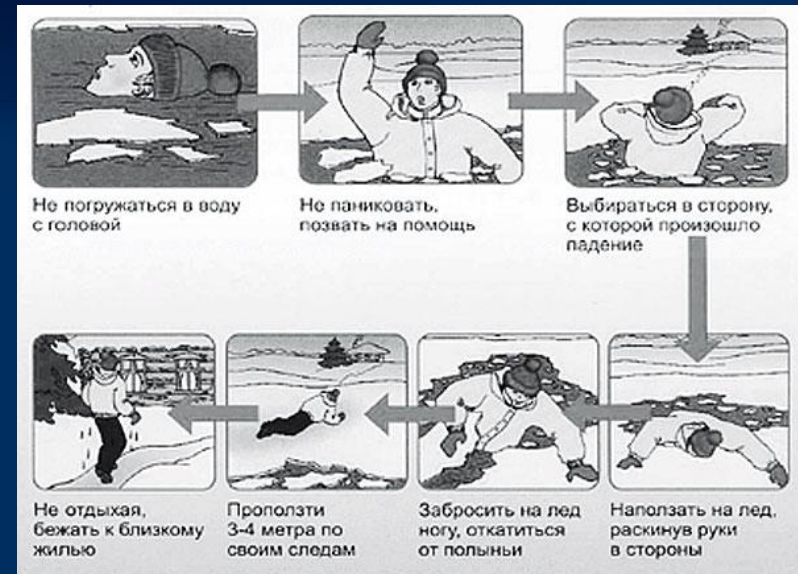 Не погружаться в воду
с головой
Не паниковать,
позвать на помощь
Выбираться в сторону,
с которой произошло
падение
Наползать на лед,
раскинув руки
в стороны
Забросить на лед
ногу, откатиться
от полыньи
Проползти
3-4 метра по
своим следам
Не отдыхая,
бежать к близкому
жилью